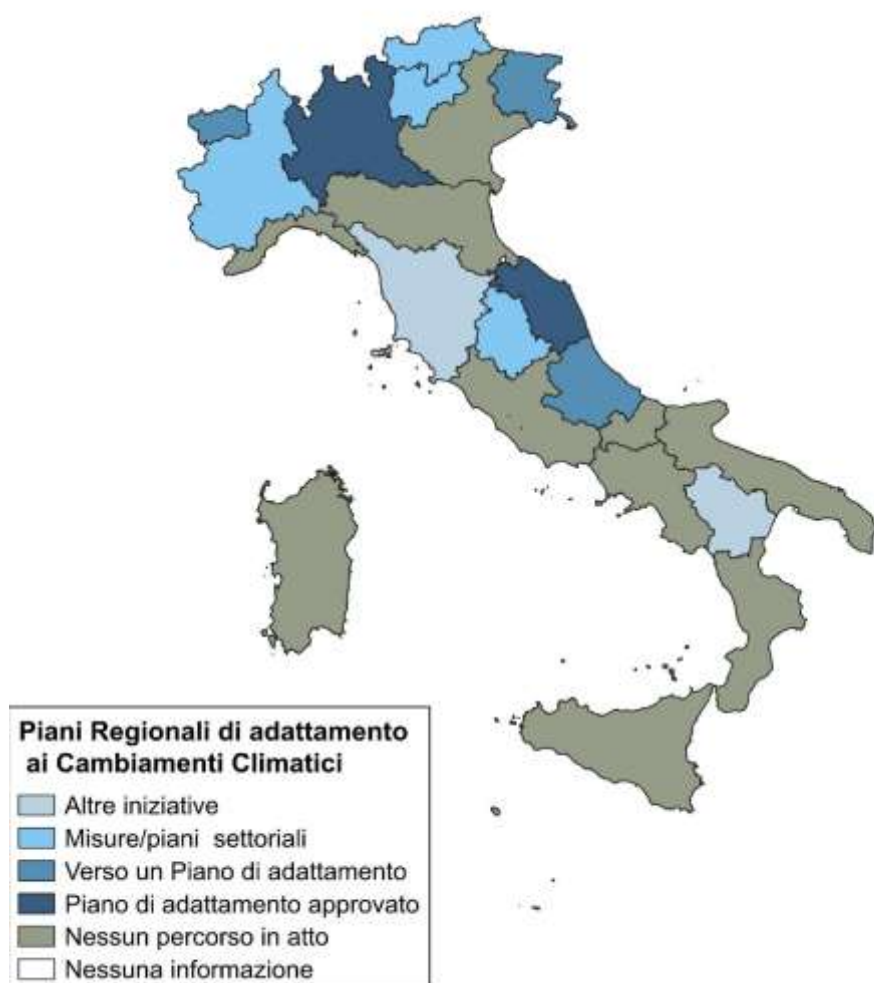 Piani Regionali di adattamento
ai Cambiamenti Climatici
Altre iniziative
Misure/piani settoriali
Verso un Piano di adattamento
Piano di adattamento approvato
Nessun percorso in atto
Nessuna informazione